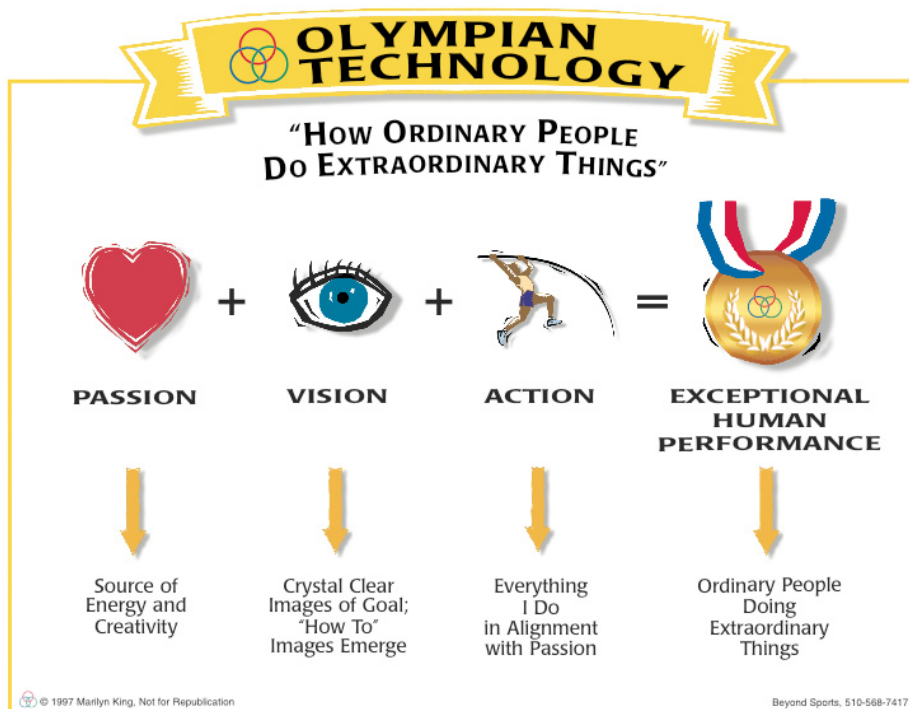 OLYMPIAN
TECHNOLOGY
"HOW ORDINARY PEOPLE
DO EXTRAORDINARY THINGS"
+ + =
PASSION
VISION
ACTION
EXCEPTIONAL
HUMAN
PERFORMANCE
Source of
Energy and
Creativity
Crystal Clear
Images of Goal;
"How To"
Images Emerge
Everything
I Do
in Alignment
with Passion
Ordinary People
Doing
Extraordinary
Things
© 1997 Marilyn King, Not for Republication
Beyond Sports, 510-568-7417